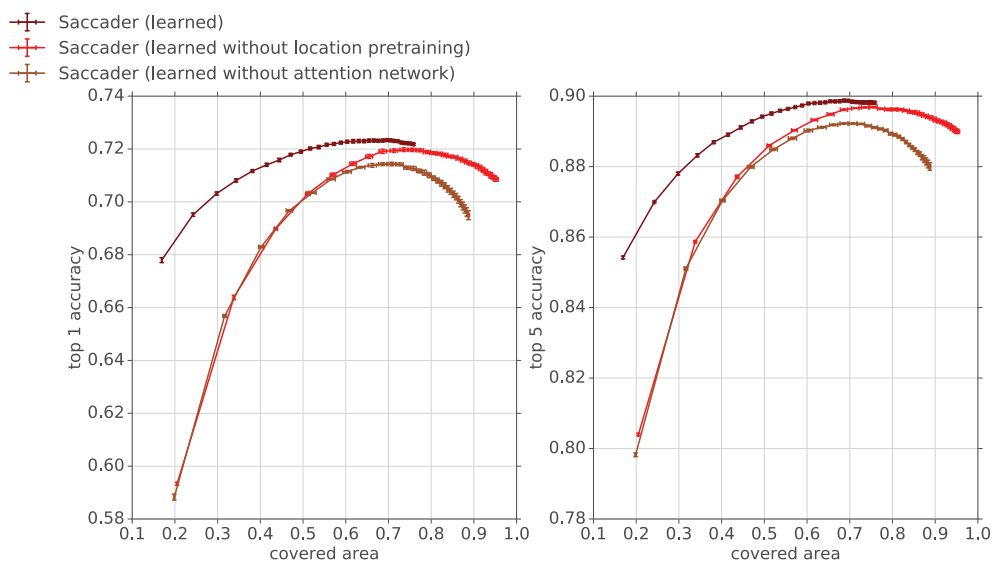 Saccader (learned)
Saccader (learned without location pretraining)
Saccader (learned without attention network)
0.74
0.72
0.70
0.68
0.66
0.64
0.62
0.60
0.58
top 1 accuracy
0.1 0.2 0.3 0.4 0.5 0.6 0.7 0.8 0.9 1.0
covered area
0.90
0.88
0.86
0.84
0.82
0.80
0.78
top 5 accuracy
0.1 0.2 0.3 0.4 0.5 0.6 0.7 0.8 0.9 1.0
covered area